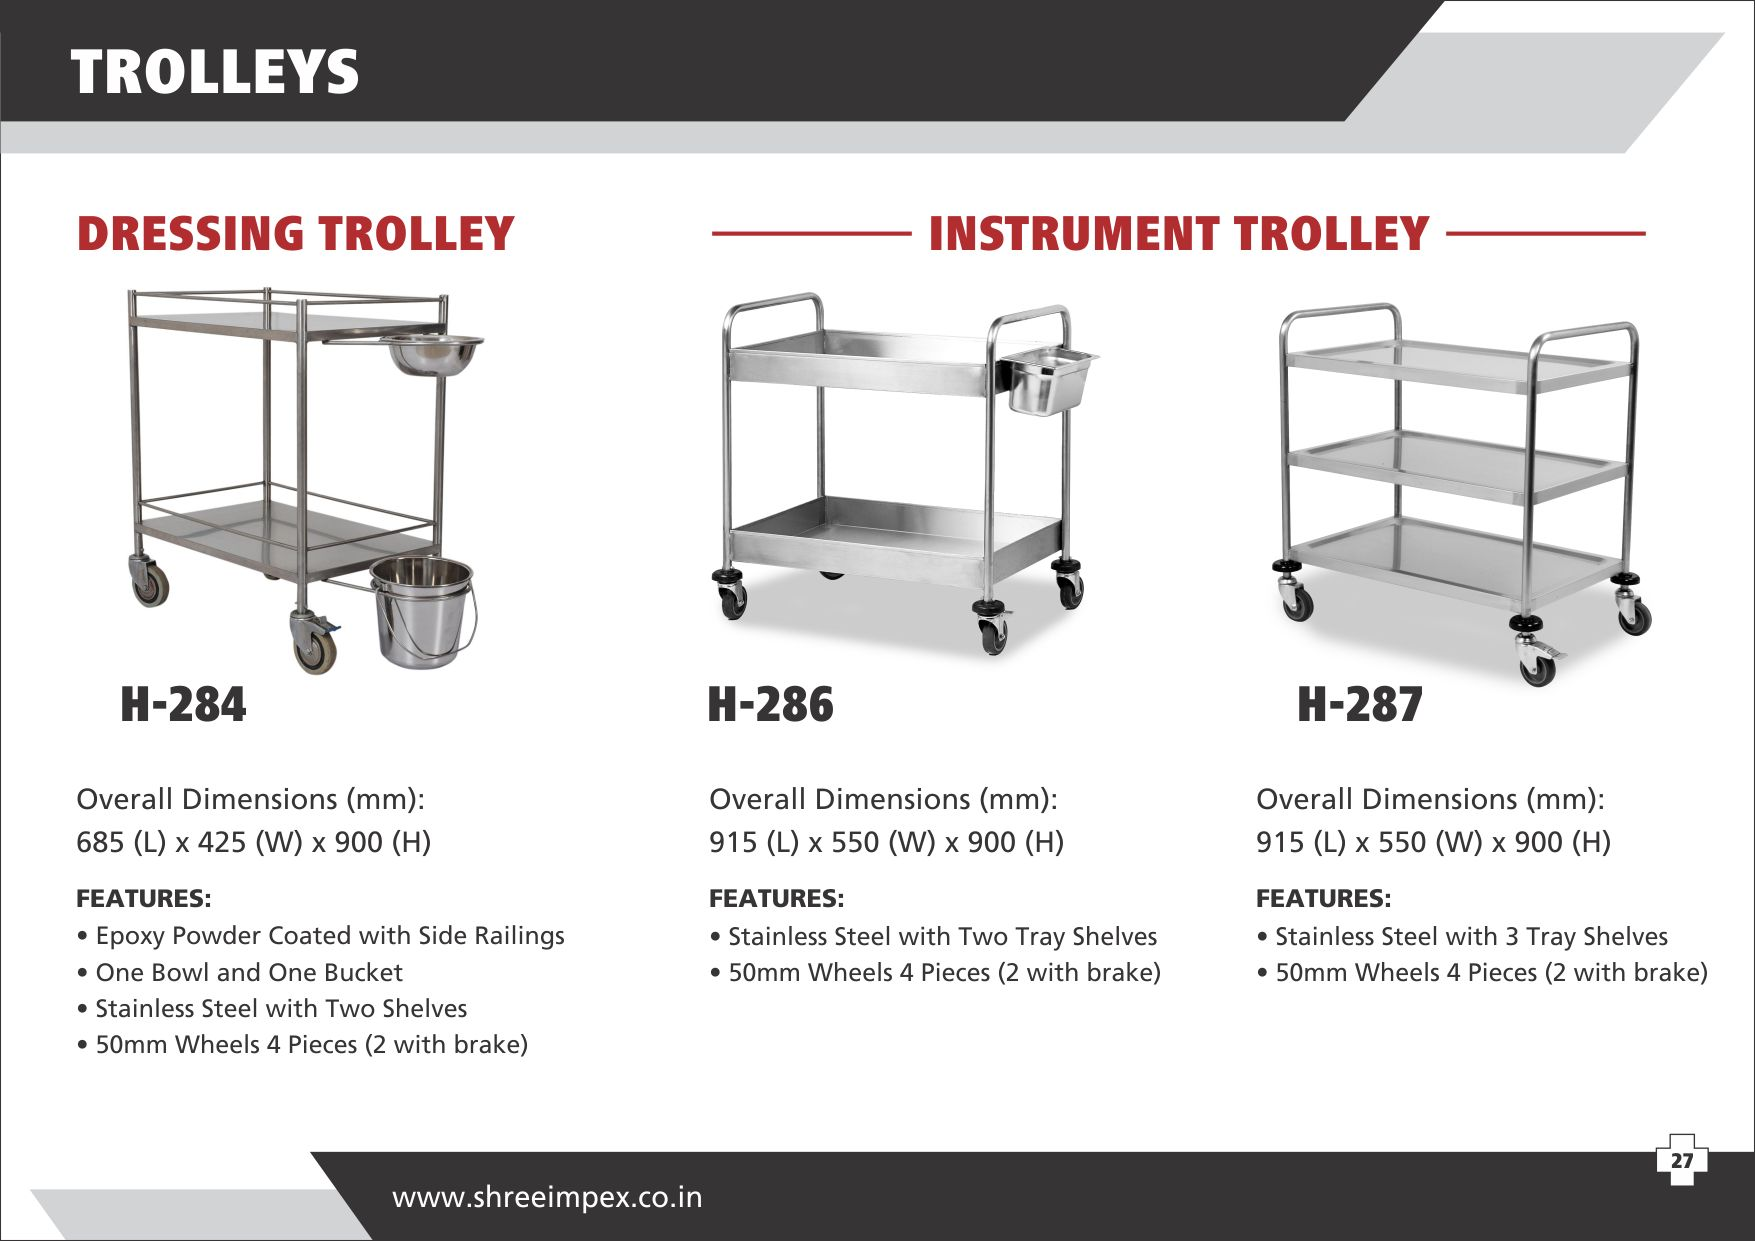 TROLLEYS
DRESSING TROLLEY
INSTRUMENT TROLLEY
H-284
Overall Dimensions (mm):
685 (L) x 425 (W) x 900 (H)
FEATURES:
• Epoxy Powder Coated with Side Railings
• One Bowl and One Bucket
• Stainless Steel with Two Shelves
• 50mm Wheels 4 Pieces (2 with brake)
H-286
Overall Dimensions (mm):
915 (L) x 550 (W) x 900 (H)
FEATURES:
• Stainless Steel with Two Tray Shelves
• 50mm Wheels 4 Pieces (2 with brake)
H-287
Overall Dimensions (mm):
915 (L) x 550 (W) x 900 (H)
FEATURES:
• Stainless Steel with 3 Tray Shelves
• 50mm Wheels 4 Pieces (2 with brake)
www.shreeimpex.co.in
27